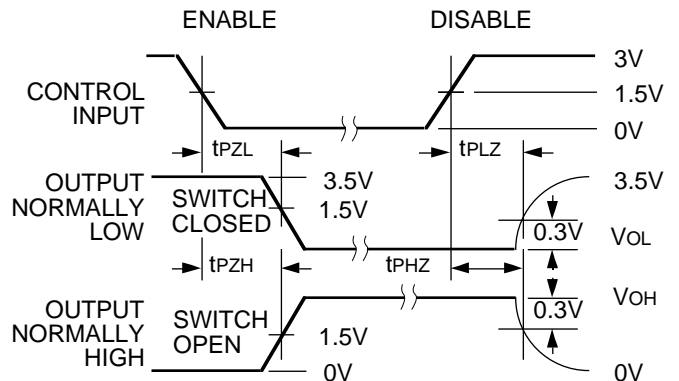 ENABLE DISABLE
3V
CONTROL
INPUT
1.5V
0V
tPZL tPLZ
OUTPUT
NORMALLY
LOW
SWITCH
CLOSED
3.5V
1.5V
3.5V
0.3V
VOL
tPZH tPHZ
OUTPUT
NORMALLY
HIGH
SWITCH
OPEN
1.5V
0V
VOH
0.3V
0V